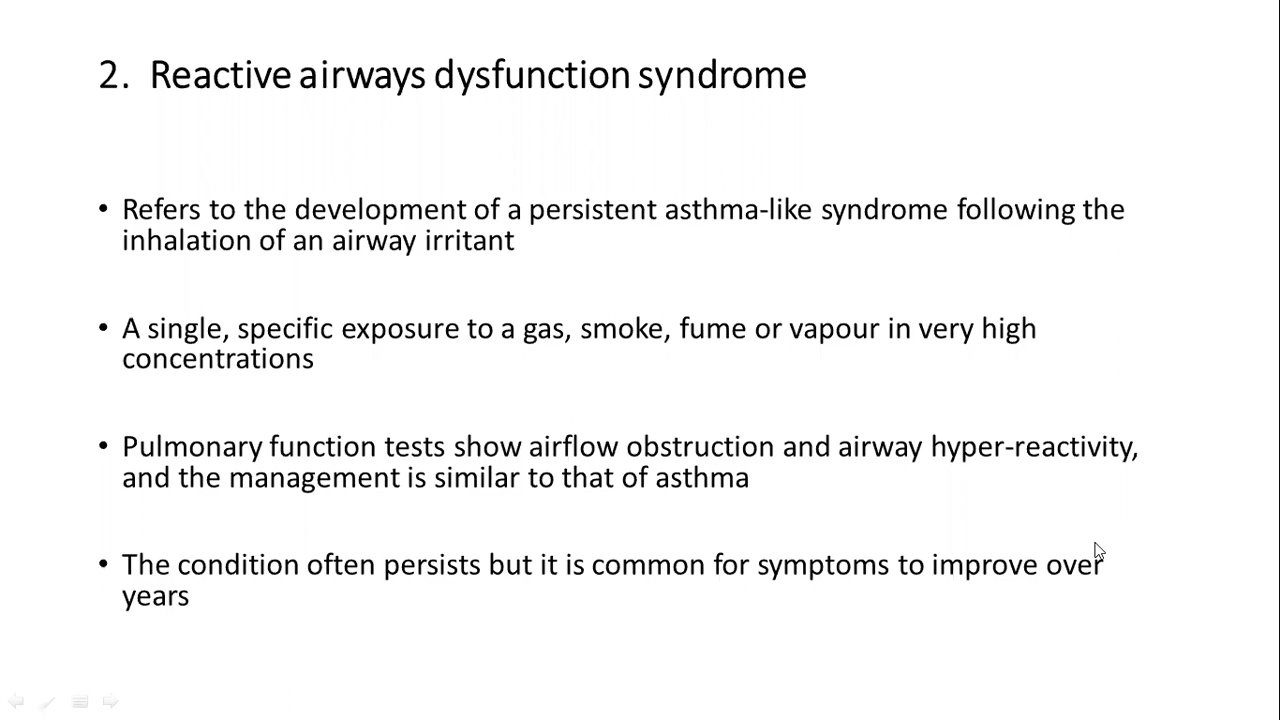 2. Reactive airways dysfunction syndrome
• Refers to the development of a persistent asthma-like syndrome following the
inhalation of an airway irritant
• A single, specific exposure to a gas, smoke, fume or vapour in very high
concentrations
• Pulmonary function tests show airflow obstruction and airway hyper-reactivity,
and the management is similar to that of asthma
• The condition often persists but it is common for symptoms to improve over
years